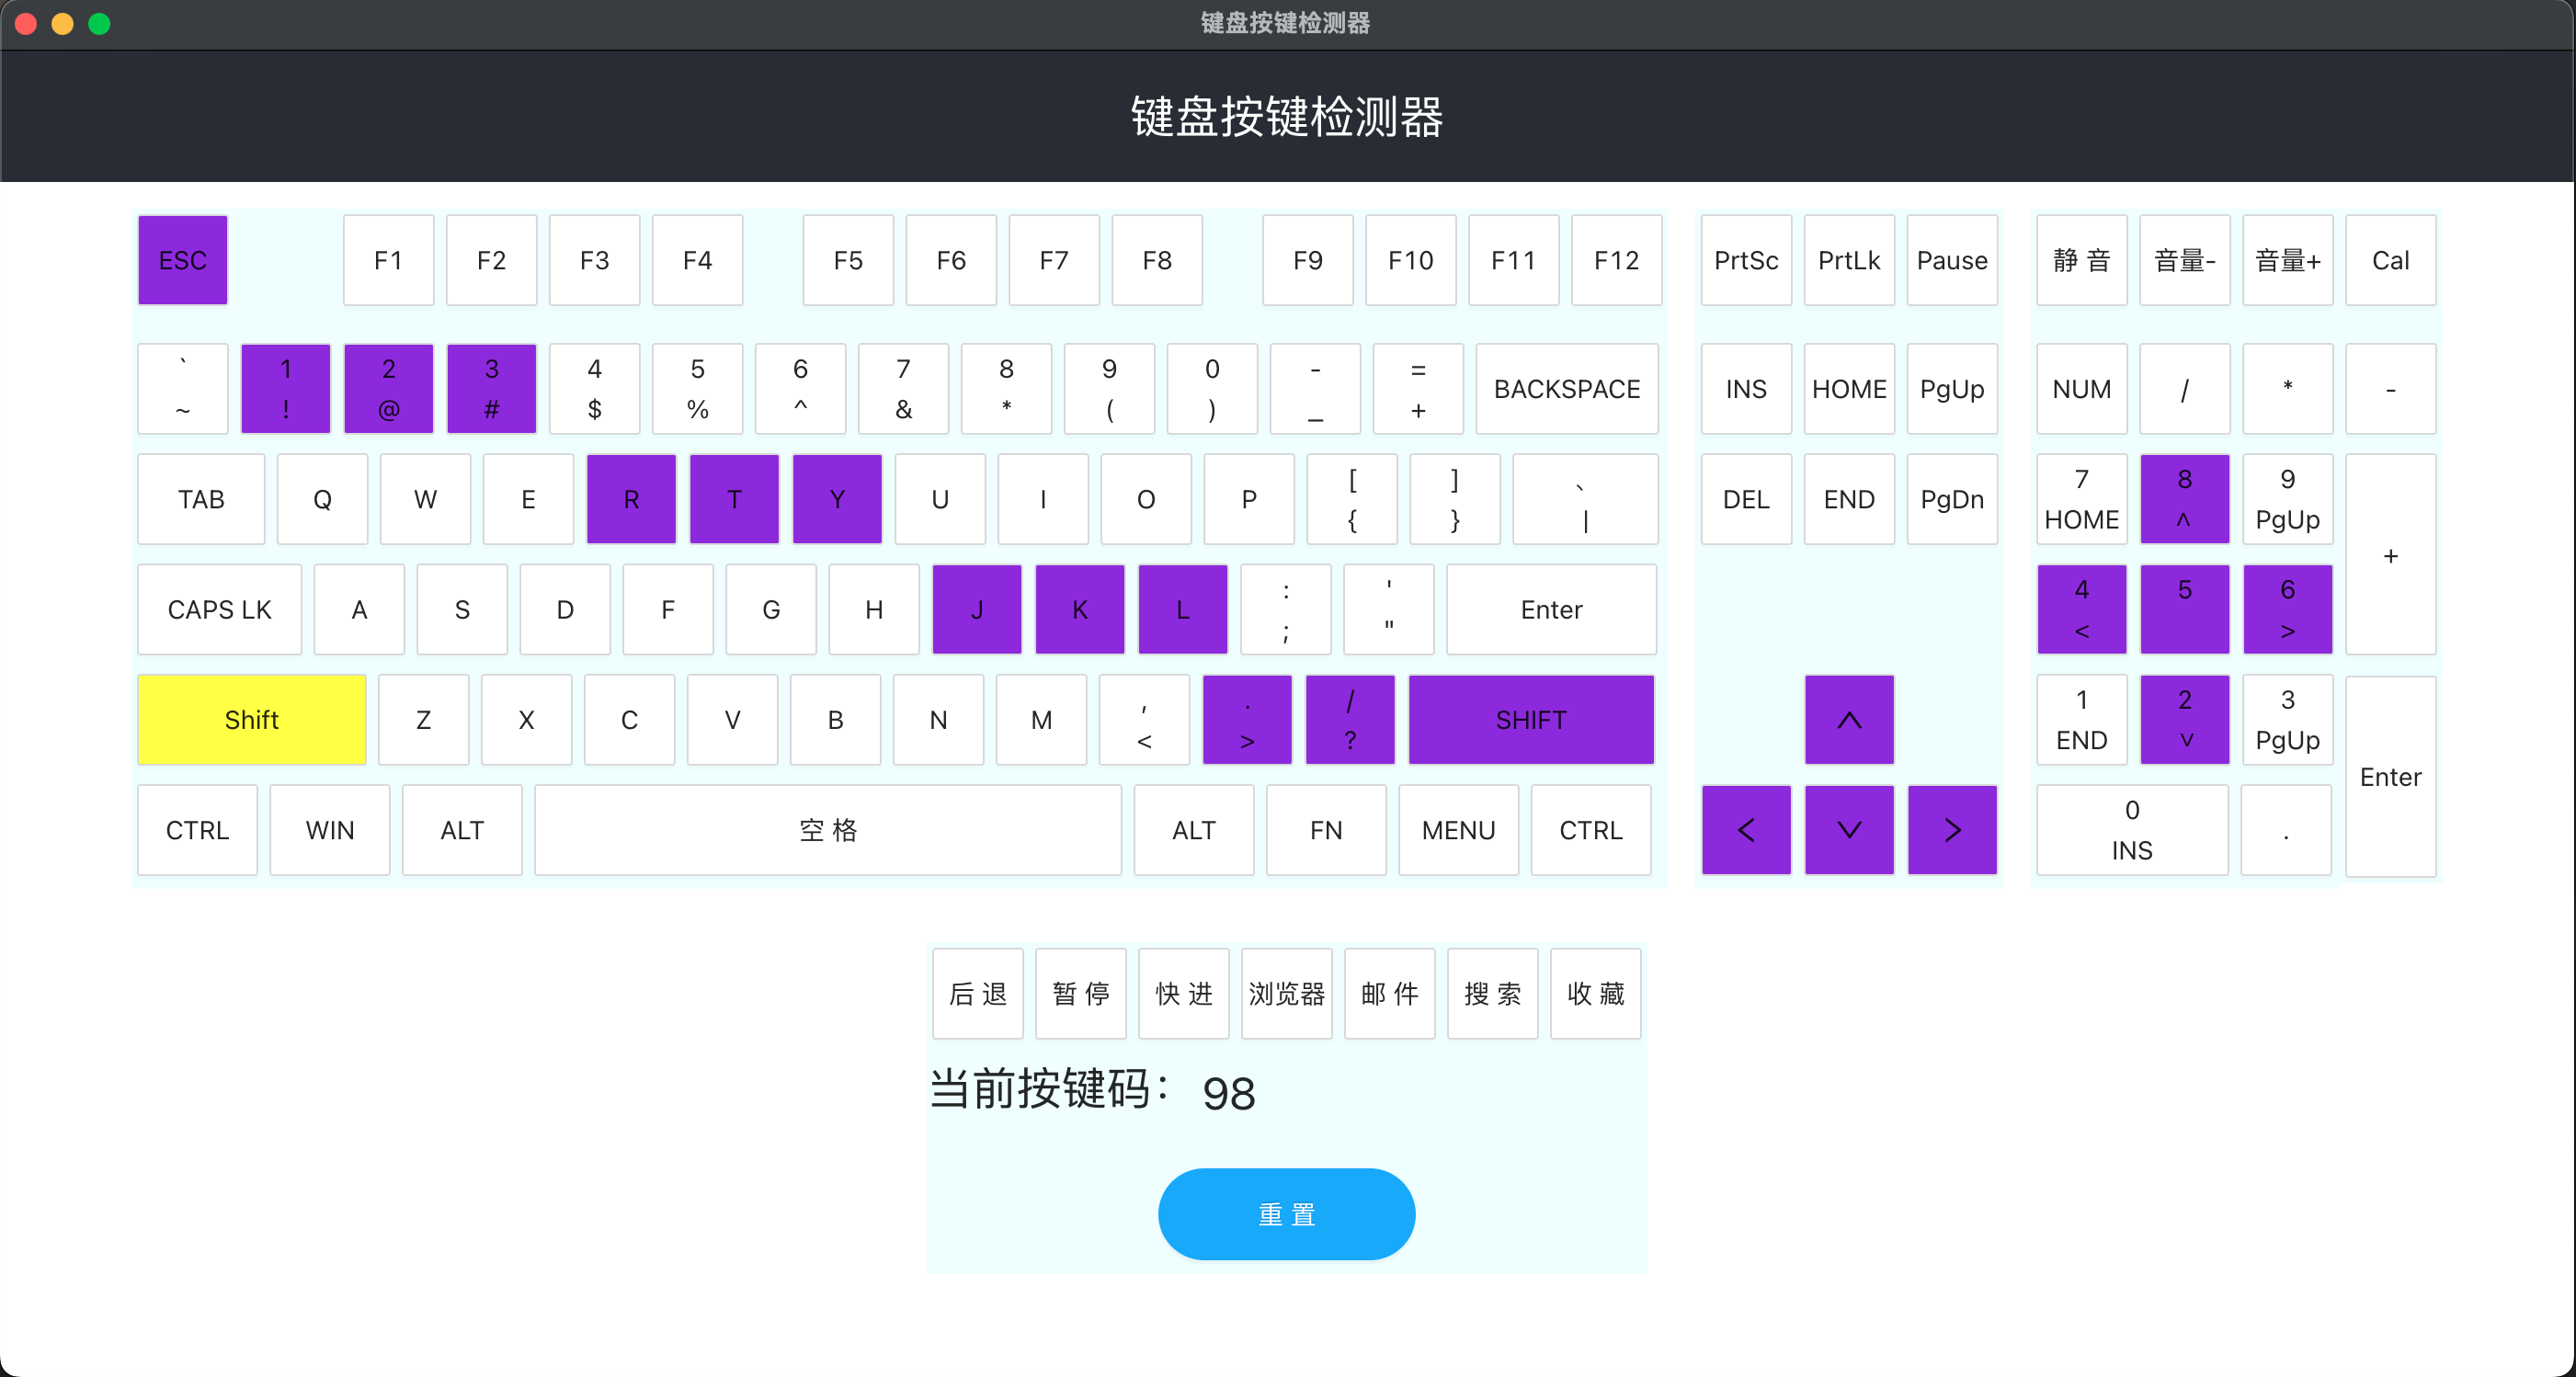 键盘按键检测器
键盘按键检测器
ESC F1 F2 F3 F4 F5 F6 F7 F8 F9 F10 F11 F12 PrtSc PrtLk Pause 静 音 音量- 音量+ Cal
` 1 2 3 4 5 6 7 8 9 0 - =
~ ! @ # $ % ^ & * ( ) _ +
BACKSPACE INS HOME PgUp NUM / * -
TAB Q W E R T Y U I O P [ ] 、
{ } |
DEL END PgDn 7 8 9
HOME ^ PgUp
+
CAPS LK A S D F G H J K L : '
; "
Enter 4 5 6
< >
Shift Z X C V B N M , . /
< > ?
SHIFT ^ 1 2 3
END v PgUp
Enter
CTRL WIN ALT 空 格 ALT FN MENU CTRL < v > 0 .
INS
后 退 暂 停 快 进 浏览器 邮 件 搜 索 收 藏
当前按键码： 98
重 置